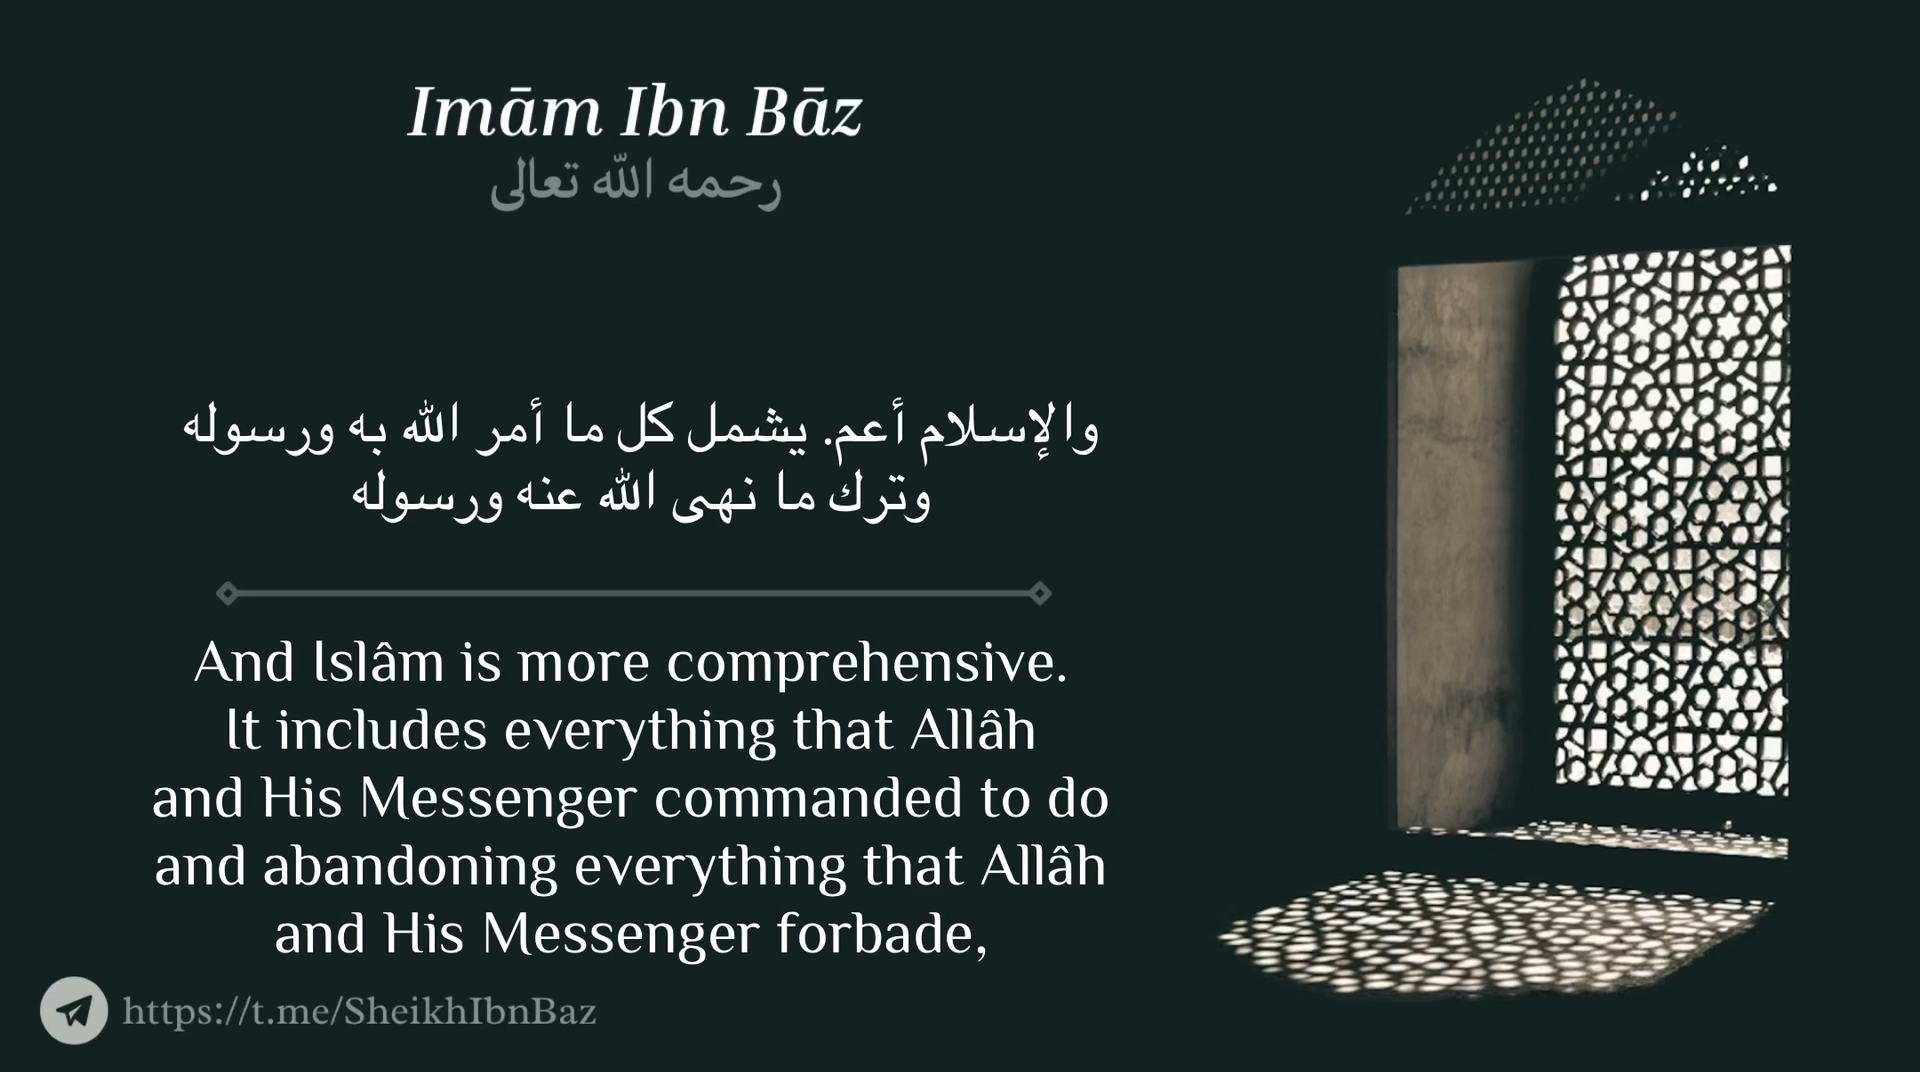 Imām Ibn Bāz
رحمه الله تعالى
والإسلام أعم. يشمل كل ما أمر الله به ورسوله
وترك ما نهى الله عنه ورسوله
And Islâm is more comprehensive.
It includes everything that Allâh
and His Messenger commanded to do
and abandoning everything that Allâh
and His Messenger forbade,
https://t.me/SheikhIbnBaz